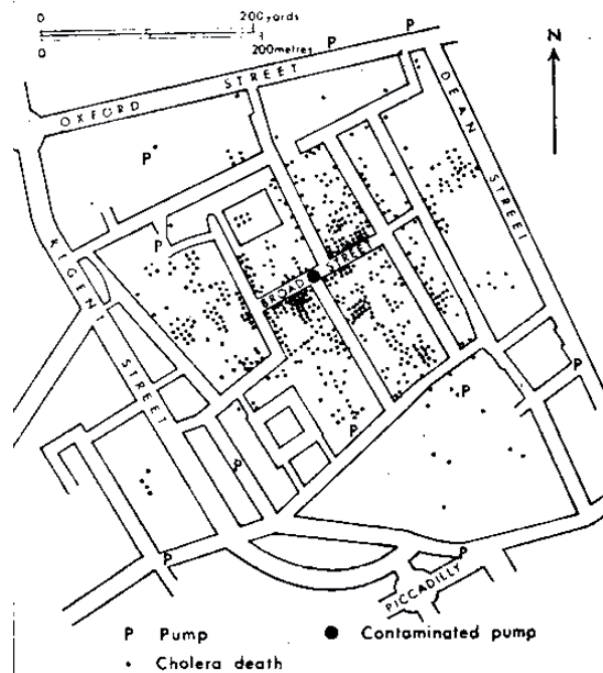 0 200 yards
0 200 metres
P
P
N
OXFORD STREET
DEAN STREET
P
P
REGENT STREET
BROAD STREET
P
P
P
P
P
P
PICCADILLY
P Pump
Contaminated pump
Cholera death